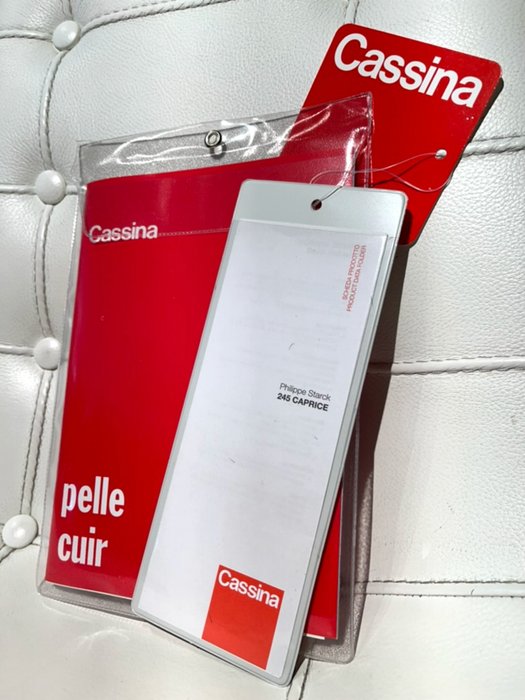 Cassina
Cassina
SCHEDA PRODOTTO
PRODUCT DATA FOLDER
Philippe Starck
245 CAPRICE
pelle
cuir
Cassina